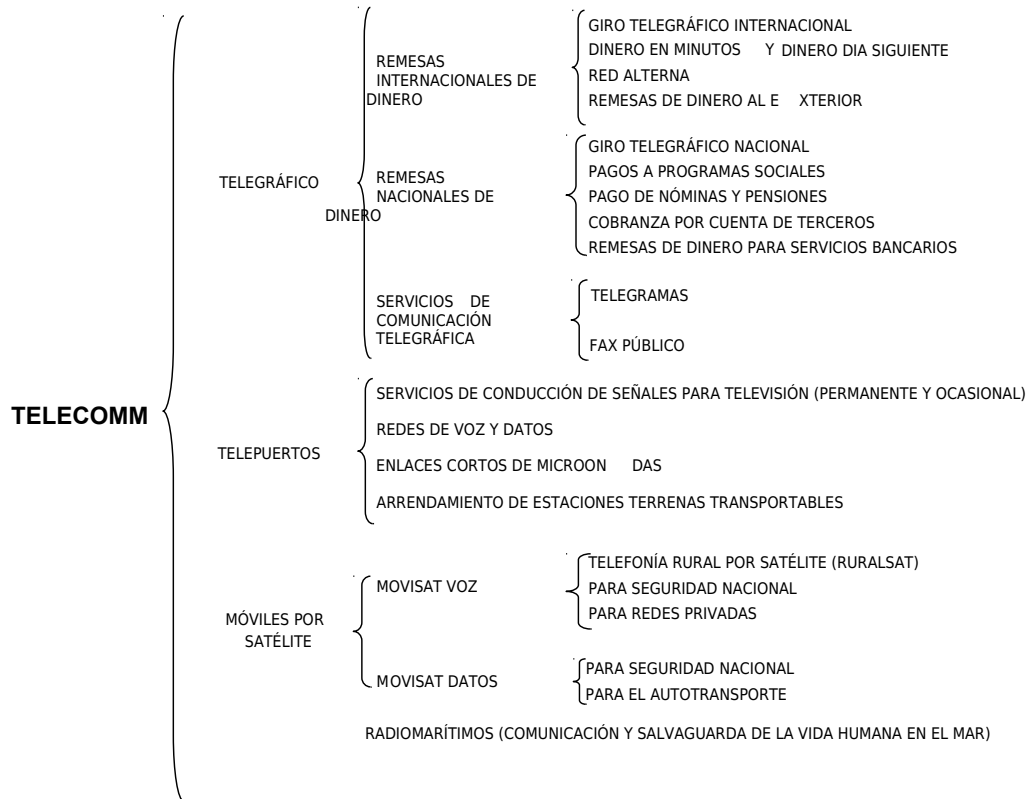 TELECOMM
TELEGRÁFICO
REMESAS
INTERNACIONALES DE
DINERO
GIRO TELEGRÁFICO INTERNACIONAL
DINERO EN MINUTOS Y DINERO DIA SIGUIENTE
RED ALTERNA
REMESAS DE DINERO AL E XTERIOR
REMESAS
NACIONALES DE
DINERO
GIRO TELEGRÁFICO NACIONAL
PAGOS A PROGRAMAS SOCIALES
PAGO DE NÓMINAS Y PENSIONES
COBRANZA POR CUENTA DE TERCEROS
REMESAS DE DINERO PARA SERVICIOS BANCARIOS
SERVICIOS DE
COMUNICACIÓN
TELEGRÁFICA
TELEGRAMAS
FAX PÚBLICO
TELEPUERTOS
SERVICIOS DE CONDUCCIÓN DE SEÑALES PARA TELEVISIÓN (PERMANENTE Y OCASIONAL)
REDES DE VOZ Y DATOS
ENLACES CORTOS DE MICROON DAS
ARRENDAMIENTO DE ESTACIONES TERRENAS TRANSPORTABLES
MÓVILES POR
SATÉLITE
MOVISAT VOZ
TELEFONÍA RURAL POR SATÉLITE (RURALSAT)
PARA SEGURIDAD NACIONAL
PARA REDES PRIVADAS
MOVISAT DATOS
PARA SEGURIDAD NACIONAL
PARA EL AUTOTRANSPORTE
RADIOMARÍTIMOS (COMUNICACIÓN Y SALVAGUARDA DE LA VIDA HUMANA EN EL MAR)